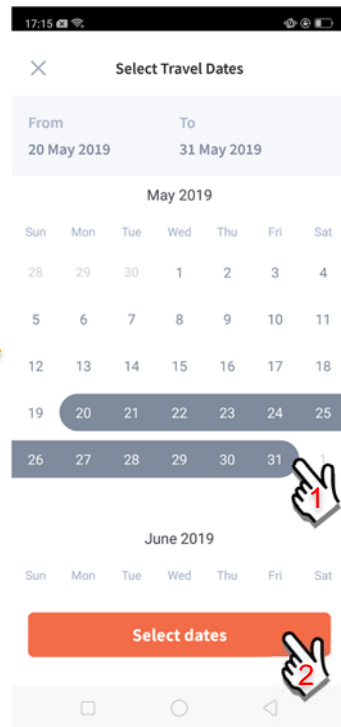 17:15
Select Travel Dates
From To
20 May 2019 31 May 2019
May 2019
Sun Mon Tue Wed Thu Fri Sat
28 29 30 1 2 3 4
5 6 7 8 9 10 11
12 13 14 15 16 17 18
19 20 21 22 23 24 25
26 27 28 29 30 31 1
1
June 2019
Sun Mon Tue Wed Thu Fri Sat
Select dates
2